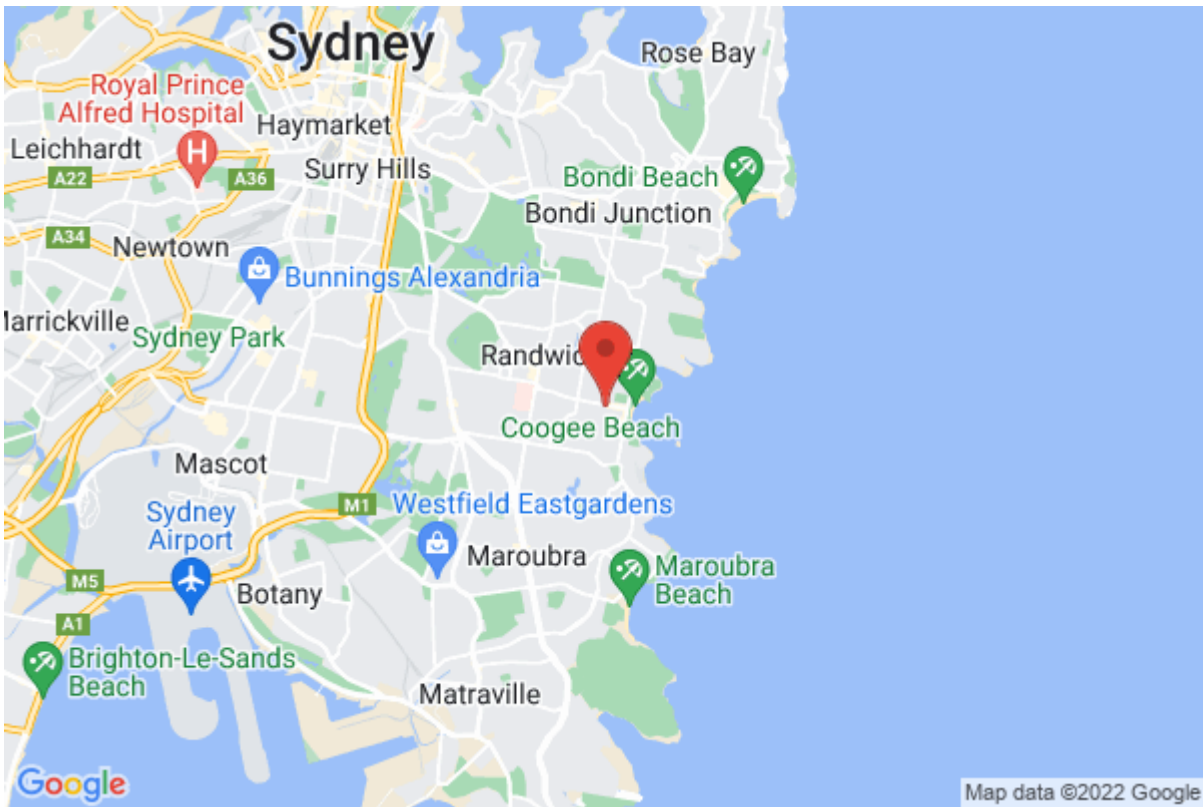 Sydney
Rose Bay
Royal Prince
Alfred Hospital
H
Haymarket
Leichhardt
Surry Hills
A22
A36
Bondi Beach
Bondi Junction
A34
Newtown
Bunnings Alexandria
Sydney Park
Randwic
Coogee Beach
Mascot
M1
Westfield Eastgardens
Sydney
Airport
Maroubra
Maroubra
Beach
M5
Botany
A1
Brighton-Le-Sands
Beach
Matraville
Google
Map data ©2022 Google